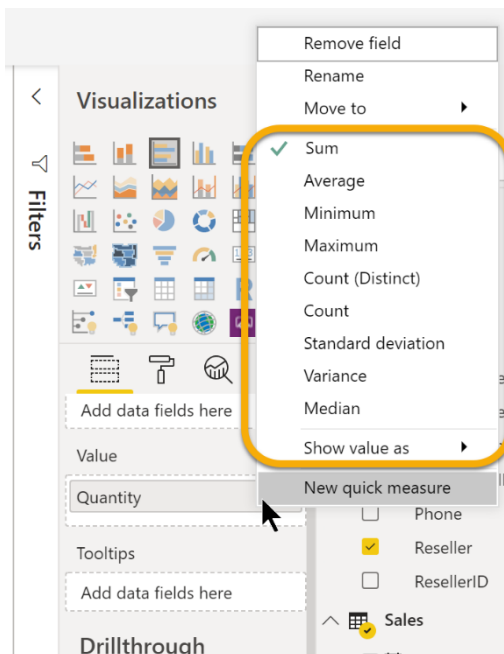 Remove field
Rename
Move to
Visualizations
Sum
Average
Minimum
Maximum
Count (Distinct)
Count
Standard deviation
Variance
Median
Show value as
New quick measure
Filters
Add data fields here
Value
Quantity
Tooltips
Add data fields here
Drillthrough
Phone
Reseller
ResellerID
Sales